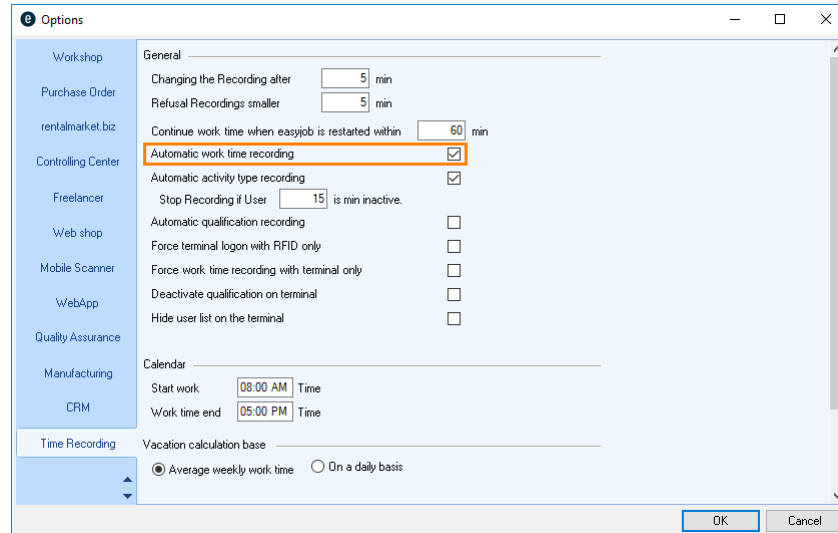 e Options
Workshop
Purchase Order
rentalmarket.biz
Controlling Center
Freelancer
Web shop
Mobile Scanner
WebApp
Quality Assurance
Manufacturing
CRM
Time Recording
General
Changing the Recording after 5 min
Refusal Recordings smaller 5 min
Continue work time when easyjob is restarted within 60 min
Automatic work time recording
Automatic activity type recording
Stop Recording if User 15 is min inactive.
Automatic qualification recording
Force terminal logon with RFID only
Force work time recording with terminal only
Deactivate qualification on terminal
Hide user list on the terminal
Calendar
Start work 08:00 AM Time
Work time end 05:00 PM Time
Vacation calculation base
Average weekly work time On a daily basis
OK Cancel